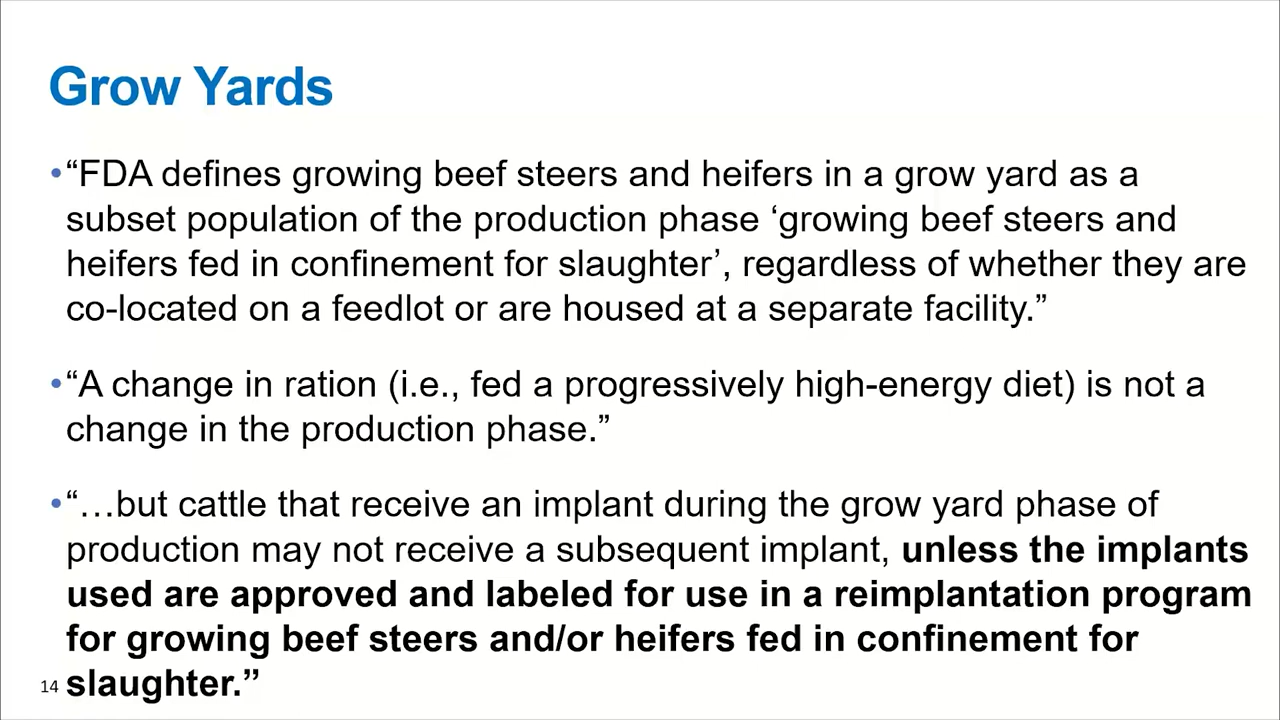 Grow Yards
•“FDA defines growing beef steers and heifers in a grow yard as a
subset population of the production phase ‘growing beef steers and
heifers fed in confinement for slaughter’, regardless of whether they are
co-located on a feedlot or are housed at a separate facility.”
•“A change in ration (i.e., fed a progressively high-energy diet) is not a
change in the production phase.”
•“…but cattle that receive an implant during the grow yard phase of
production may not receive a subsequent implant, unless the implants
used are approved and labeled for use in a reimplantation program
for growing beef steers and/or heifers fed in confinement for
slaughter.”
14